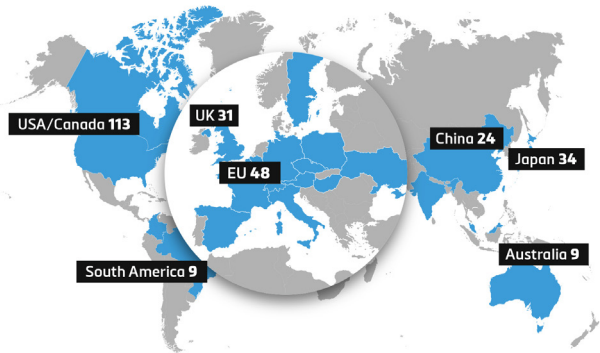 UK 31
USA/Canada 113
China 24
Japan 34
EU 48
South America 9
Australia 9